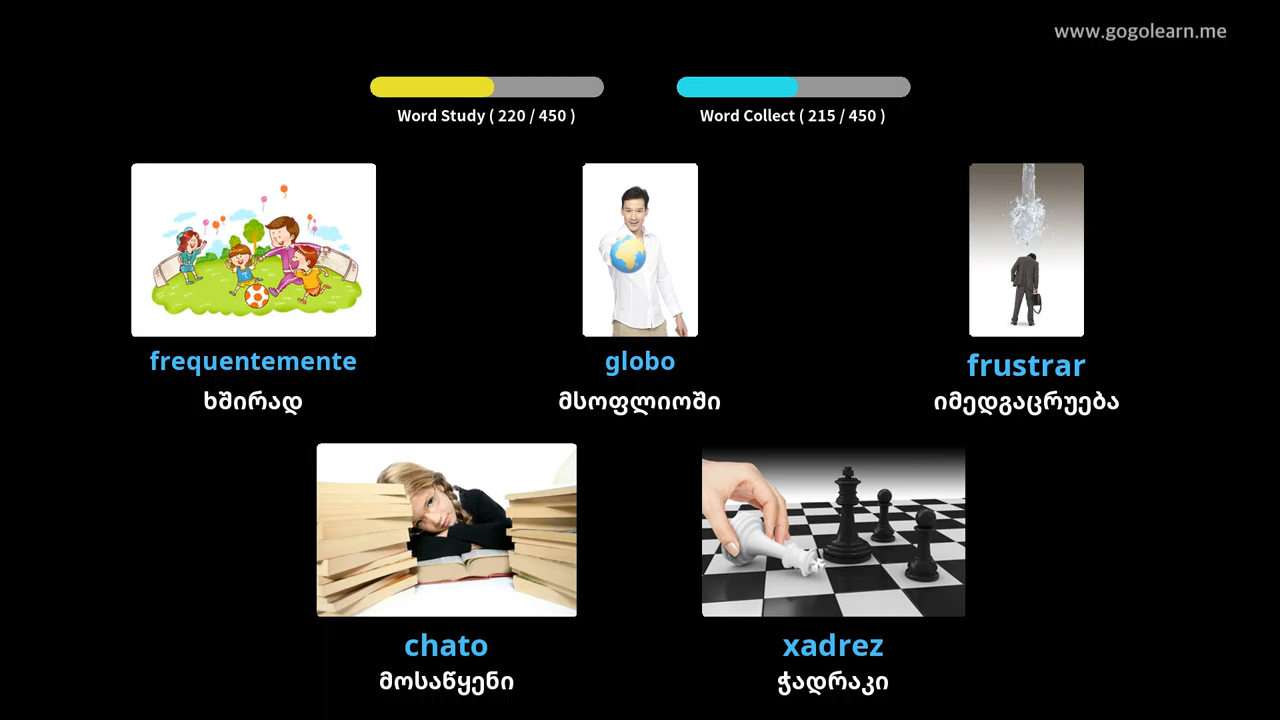 www.gogolearn.me
Word Study ( 220 / 450 )
Word Collect ( 215 / 450 )
frequentemente
ხშირად
globo
მსოფლიოში
frustrar
იმედგაცრუება
chato
მოსაწყენი
xadrez
ჭადრაკი